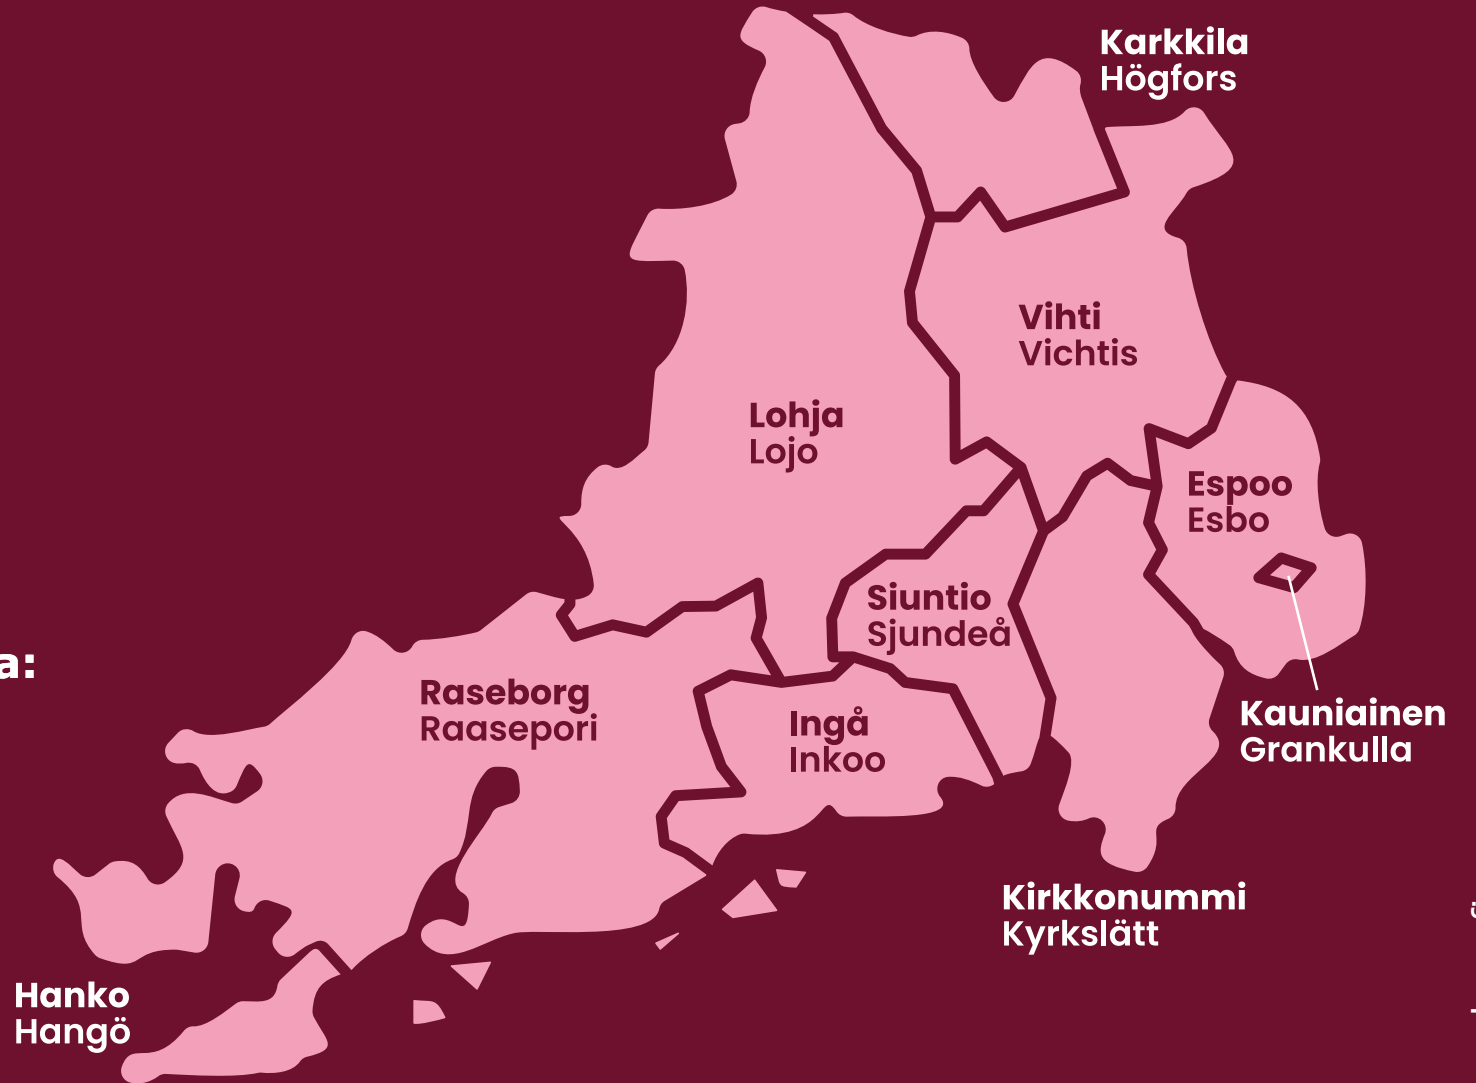 Karkkila
Högfors
Vihti
Vichtis
Lohja
Lojo
Espoo
Esbo
Siuntio
Sjundeå
a:
Raseborg
Raasepori
Ingå
Inkoo
Kauniainen
Grankulla
Kirkkonummi
Kyrkslätt
Hanko
Hangö